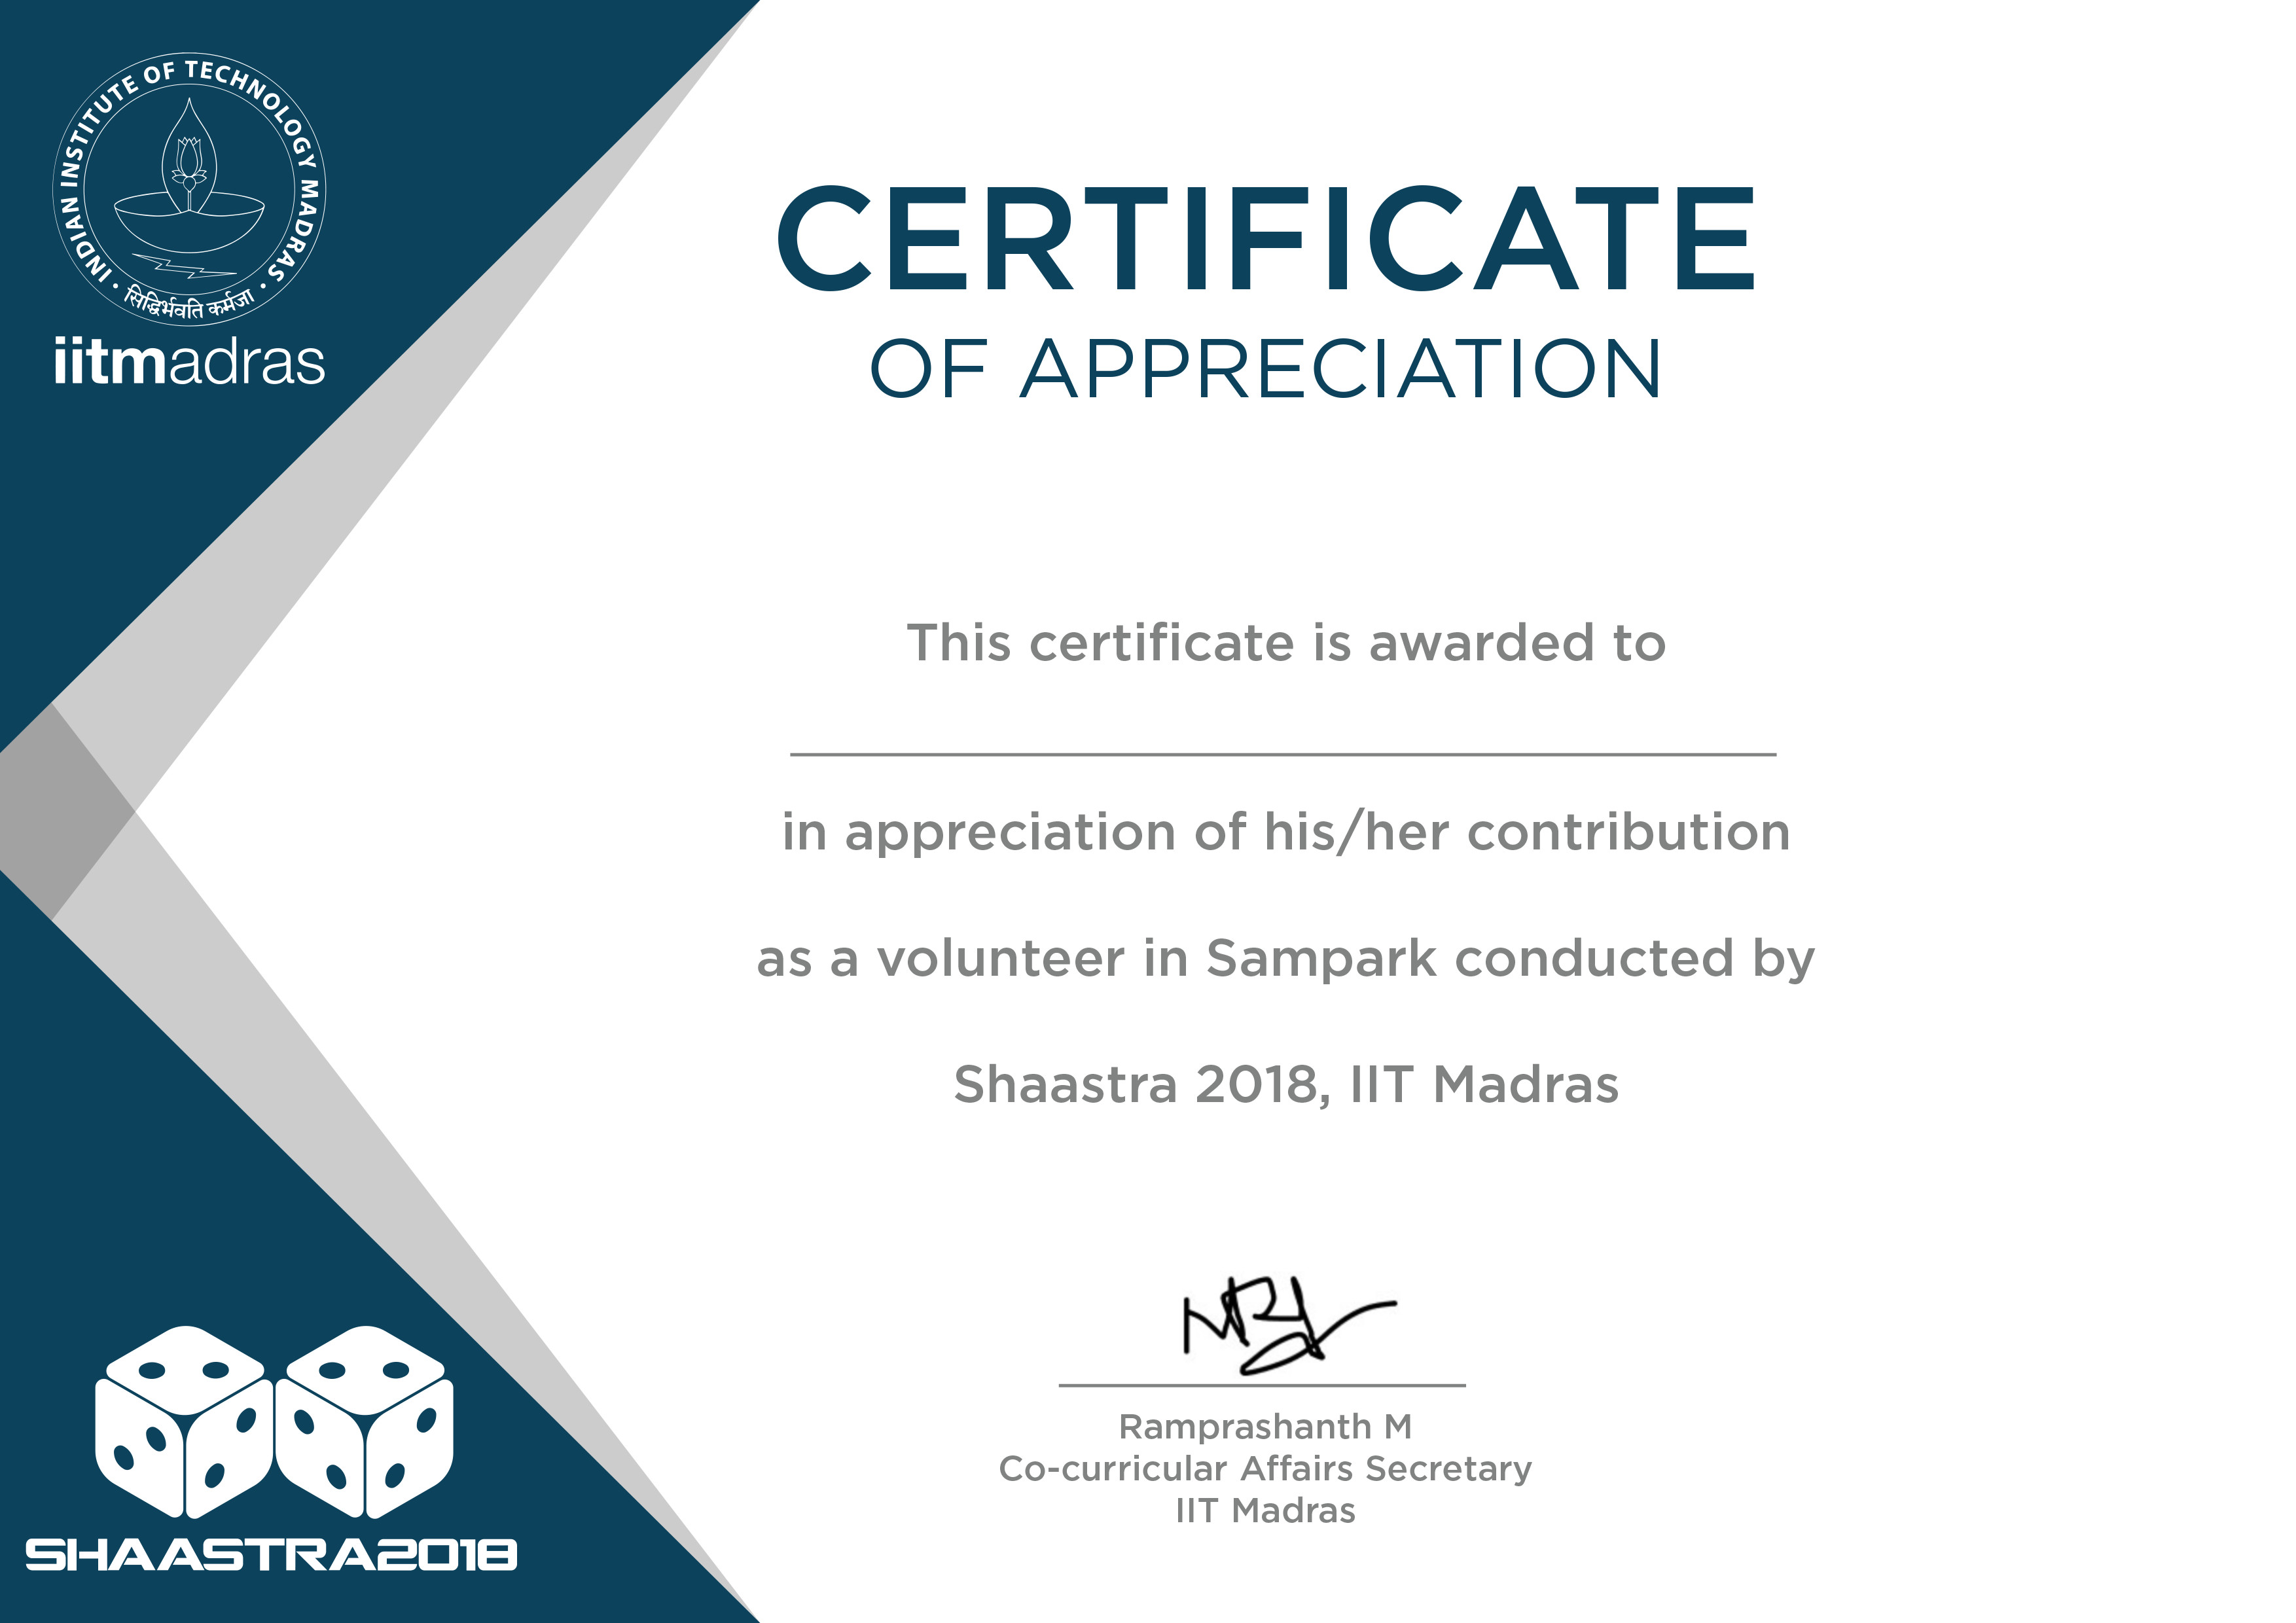 INDIAN INSTITUTE OF TECHNOLOGY MADRAS
सिद्धिर्भवति कर्मजा
iitmadras
CERTIFICATE
OF APPRECIATION
This certificate is awarded to
in appreciation of his/her contribution
as a volunteer in Sampark conducted by
Shaastra 2018, IIT Madras
Ramprashanth M
Co-curricular Affairs Secretary
IIT Madras
SHAASTRA2018